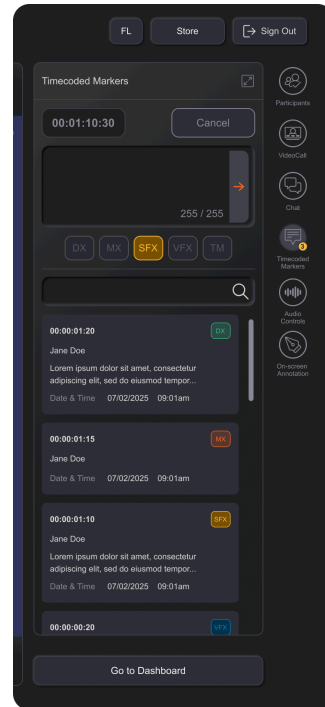 FL
Store
Sign Out
Timecoded Markers
00:01:10:30
Cancel
255 / 255
DX
MX
SFX
VFX
TM
00:00:01:20
DX
Jane Doe
Lorem ipsum dolor sit amet, consectetur
adipiscing elit, sed do eiusmod tempor...
Date & Time 07/02/2025 09:01am
00:00:01:15
MX
Jane Doe
Date & Time 07/02/2025 09:01am
00:00:01:10
SFX
Jane Doe
Lorem ipsum dolor sit amet, consectetur
adipiscing elit, sed do eiusmod tempor...
Date & Time 07/02/2025 09:01am
00:00:00:20
VFX
Go to Dashboard
Participants
VideoCall
Chat
3
Timecoded
Markers
Audio
Controls
On-screen
Annotation